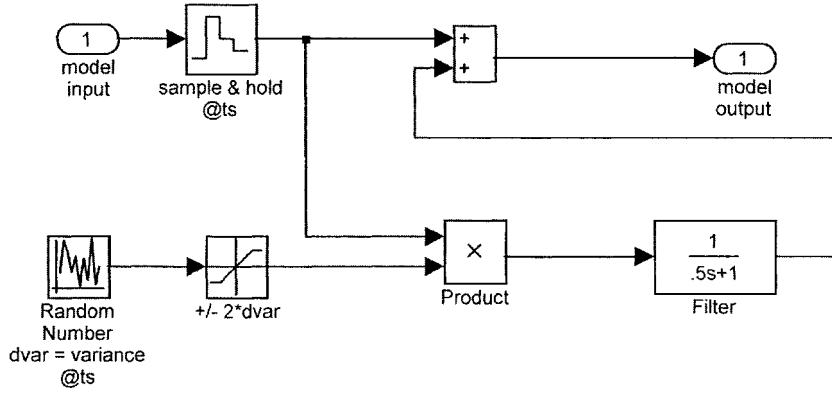 1
model
input
sample & hold
@ts
+
+
1
model
output
Random
Number
dvar = variance
@ts
+/- 2*dvar
×
Product
1
.5s+1
Filter